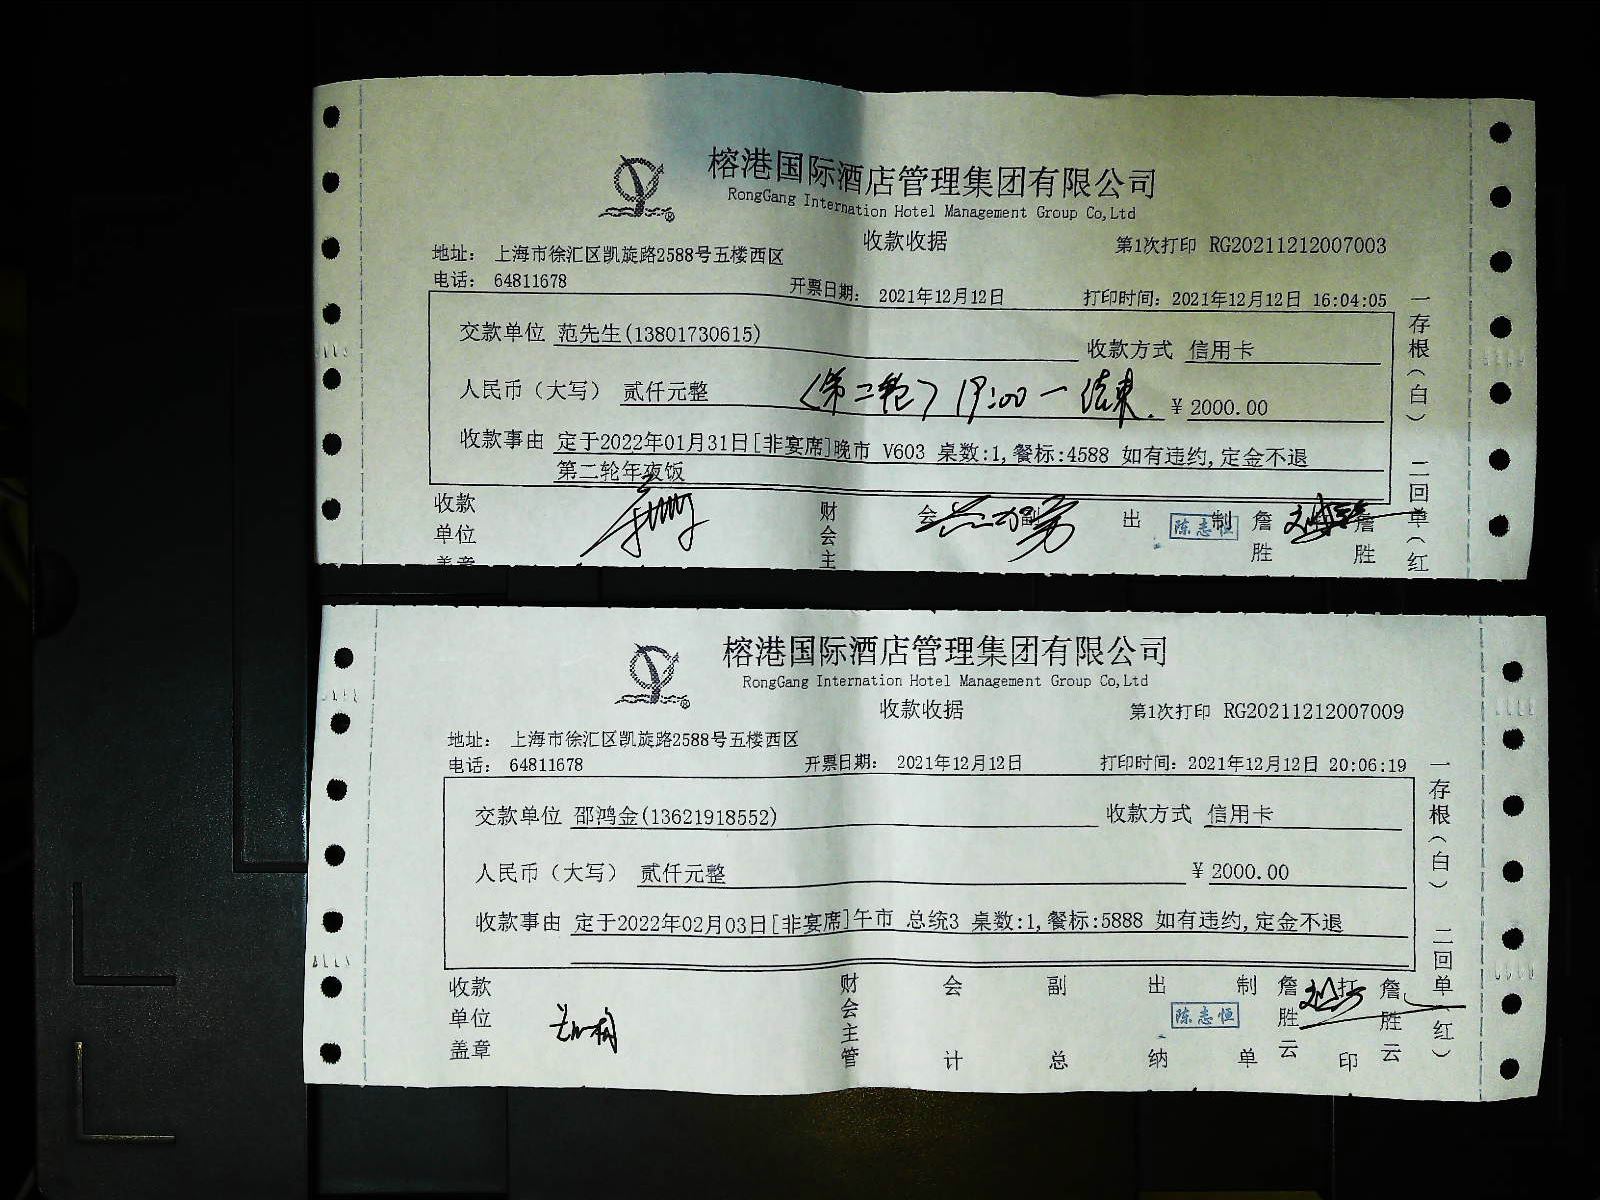 榕港国际酒店管理集团有限公司
RongGang Internation Hotel Management Group Co,Ltd
收款收据
第1次打印 RG20211212007003
地址： 上海市徐汇区凯旋路2588号五楼西区
电话： 64811678
开票日期： 2021年12月12日
打印时间：2021年12月12日 16:04:05
交款单位 范先生(13801730615)
收款方式 信用卡
人民币（大写） 贰仟元整
〈第二轮〉19:00一结束.
¥ 2000.00
收款事由 定于2022年01月31日[非宴席]晚市 V603 桌数:1,餐标:4588 如有违约,定金不退
第二轮年夜饭
收款单位
财会主
会
副
出
陈志恒
制
詹胜
詹胜
一存根（白） 二回单（红
榕港国际酒店管理集团有限公司
RongGang Internation Hotel Management Group Co,Ltd
收款收据
第1次打印 RG20211212007009
地址： 上海市徐汇区凯旋路2588号五楼西区
电话： 64811678
开票日期： 2021年12月12日
打印时间：2021年12月12日 20:06:19
交款单位 邵鸿金(13621918552)
收款方式 信用卡
人民币（大写） 贰仟元整
¥ 2000.00
收款事由 定于2022年02月03日[非宴席]午市 总统3 桌数:1,餐标:5888 如有违约,定金不退
收款单位盖章
财会主管
会计
副总
出纳
陈志恒
制单
詹胜云
打印
詹胜云
一存根（白） 二回单（红）